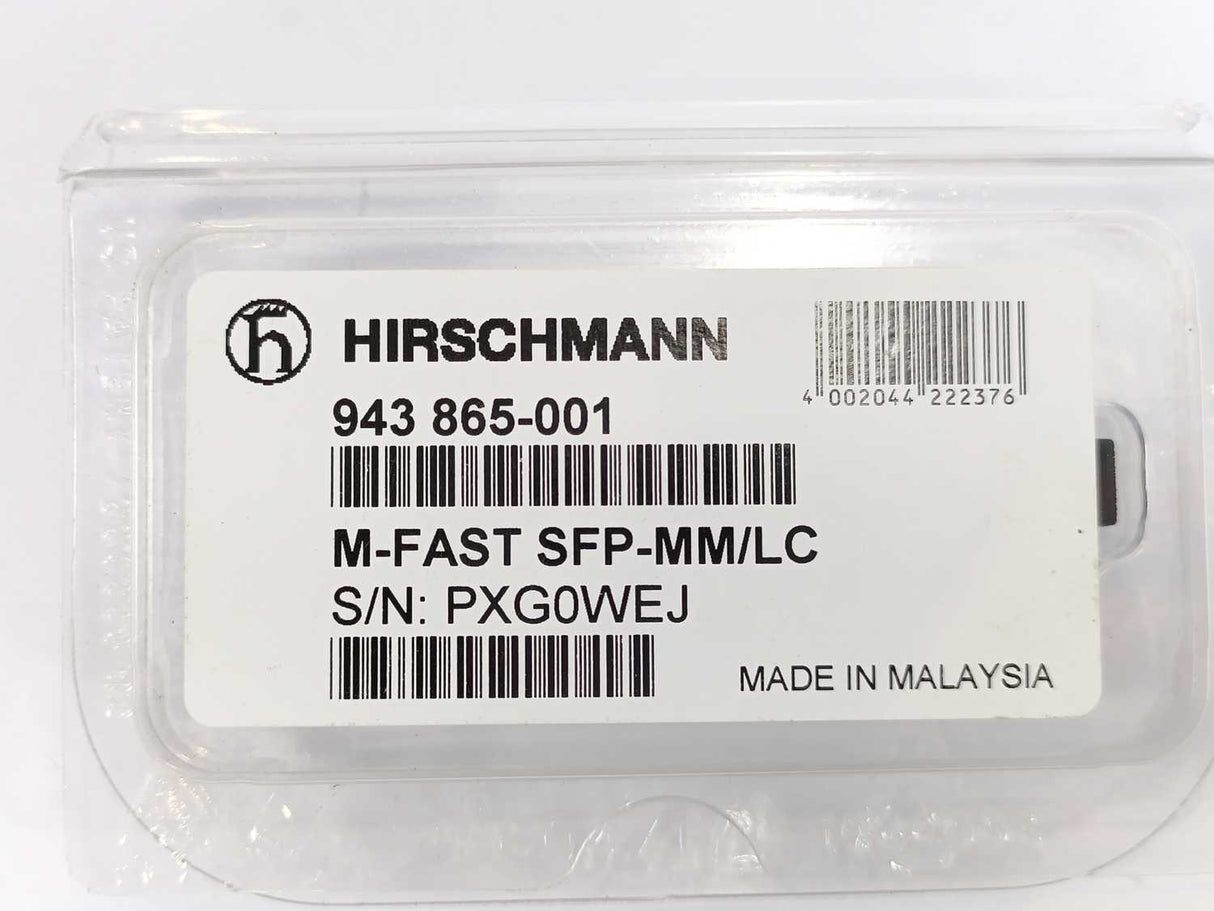 HIRSCHMANN
4 002044 222376
943 865-001
M-FAST SFP-MM/LC
S/N: PXG0WEJ
MADE IN MALAYSIA